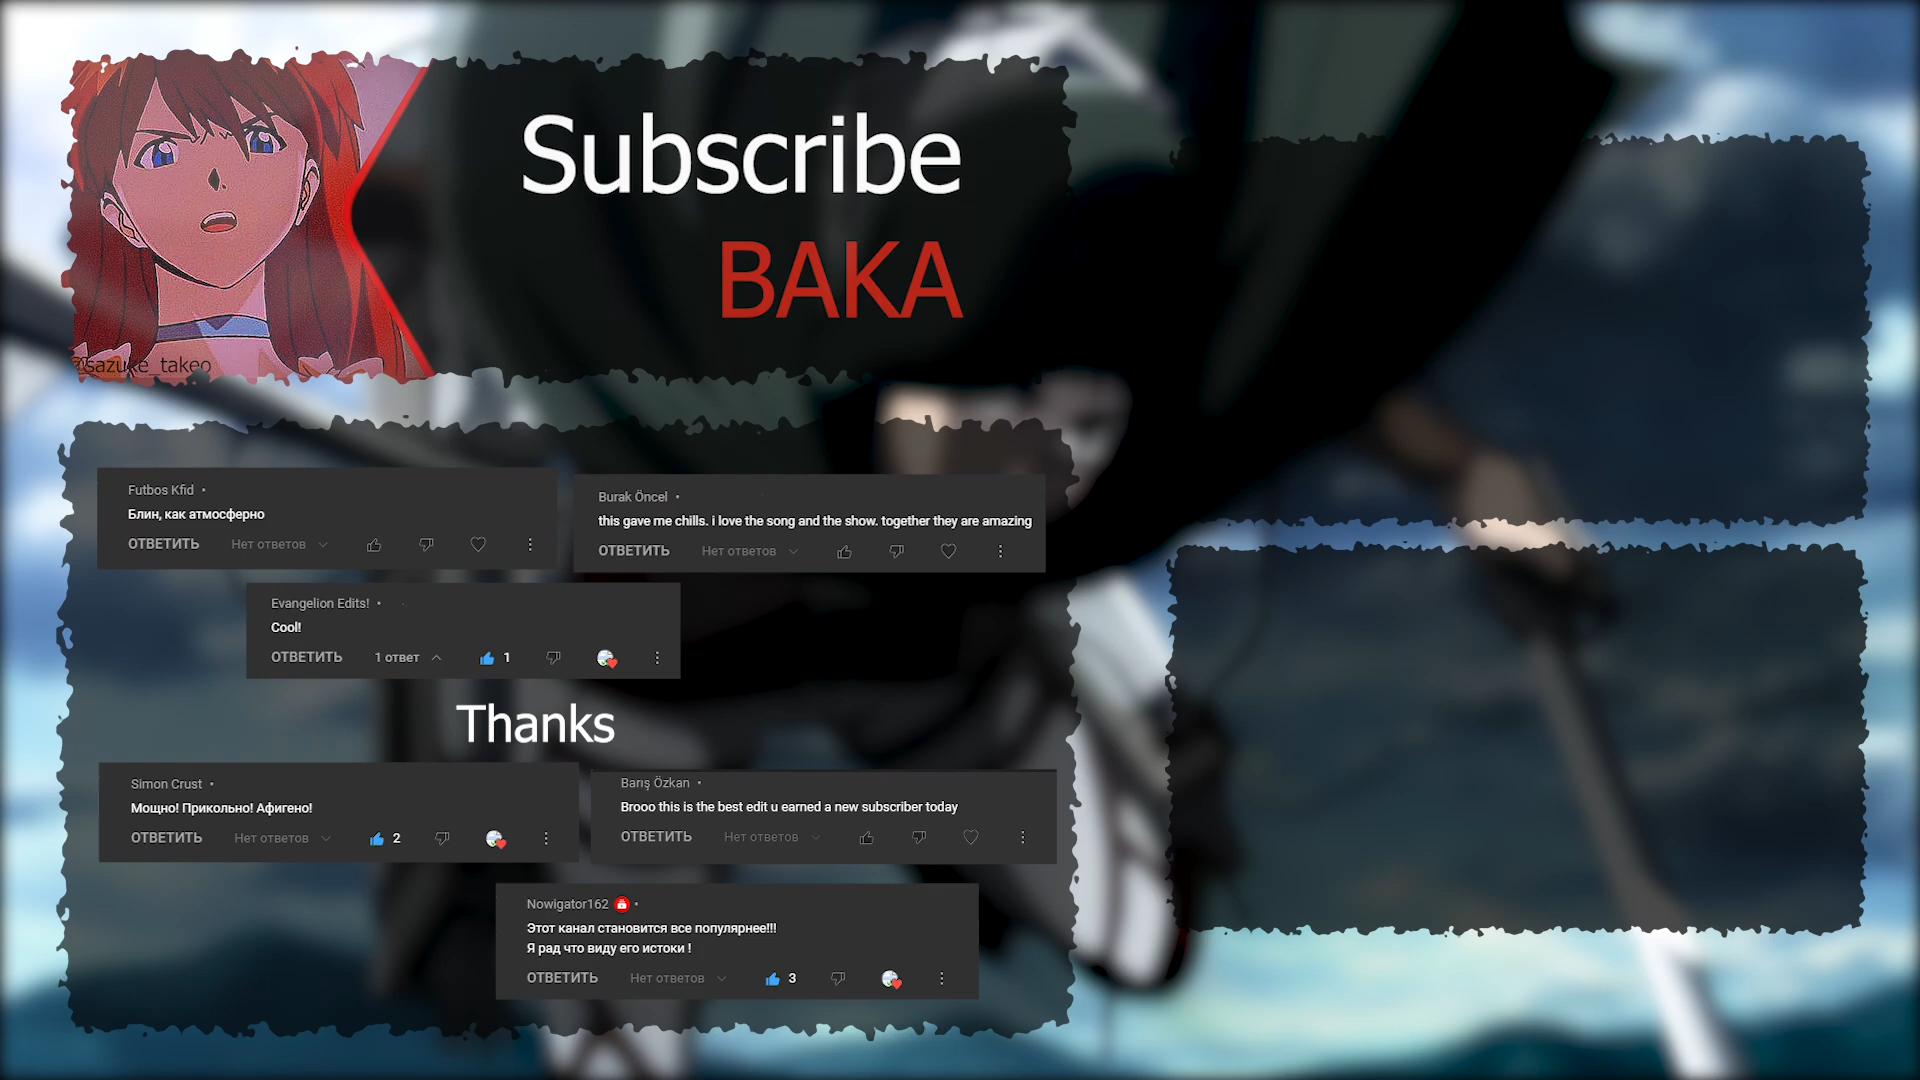 Subscribe
BAKA
@sazuke_takeo
Futbos Kfid •
Блин, как атмосферно
ОТВЕТИТЬ Нет ответов
Burak Öncel •
this gave me chills. i love the song and the show. together they are amazing
ОТВЕТИТЬ Нет ответов
Evangelion Edits! •
Cool!
ОТВЕТИТЬ 1 ответ 1
Thanks
Simon Crust •
Мощно! Прикольно! Афигено!
ОТВЕТИТЬ Нет ответов 2
Barış Özkan •
Brooo this is the best edit u earned a new subscriber today
ОТВЕТИТЬ Нет ответов
Nowigator162 •
Этот канал становится все популярнее!!!
Я рад что виду его истоки !
ОТВЕТИТЬ Нет ответов 3